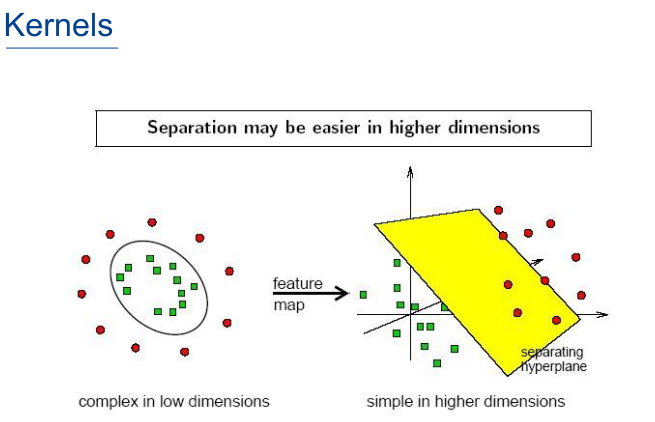 Kernels
Separation may be easier in higher dimensions
feature
map
separating
hyperplane
complex in low dimensions
simple in higher dimensions